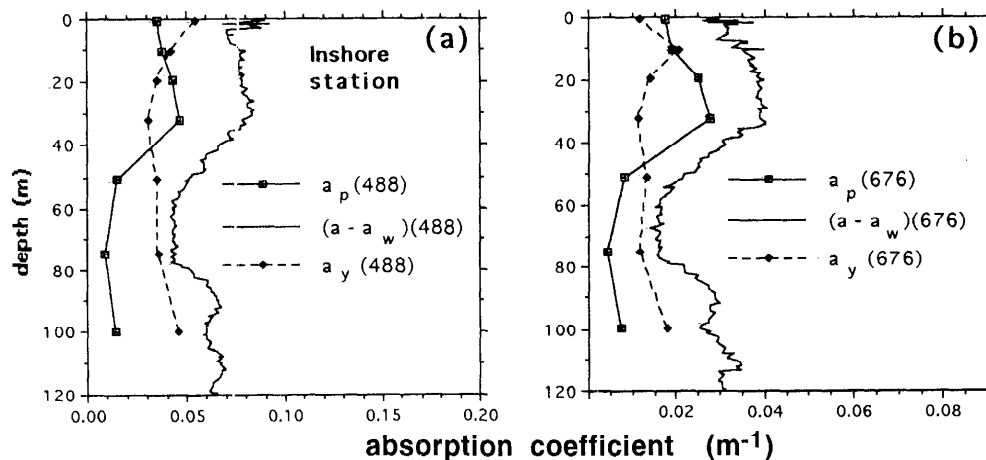 0
(a)
Inshore
station
20
40
a p (488)
60
(a - a w)(488)
80
a y (488)
100
120
depth (m)
0.00
0.05
0.10
0.15
0.20
0
(b)
20
40
a p (676)
60
(a - a w)(676)
80
a y (676)
100
120
0.02
0.04
0.06
0.08
absorption coefficient (m-1)